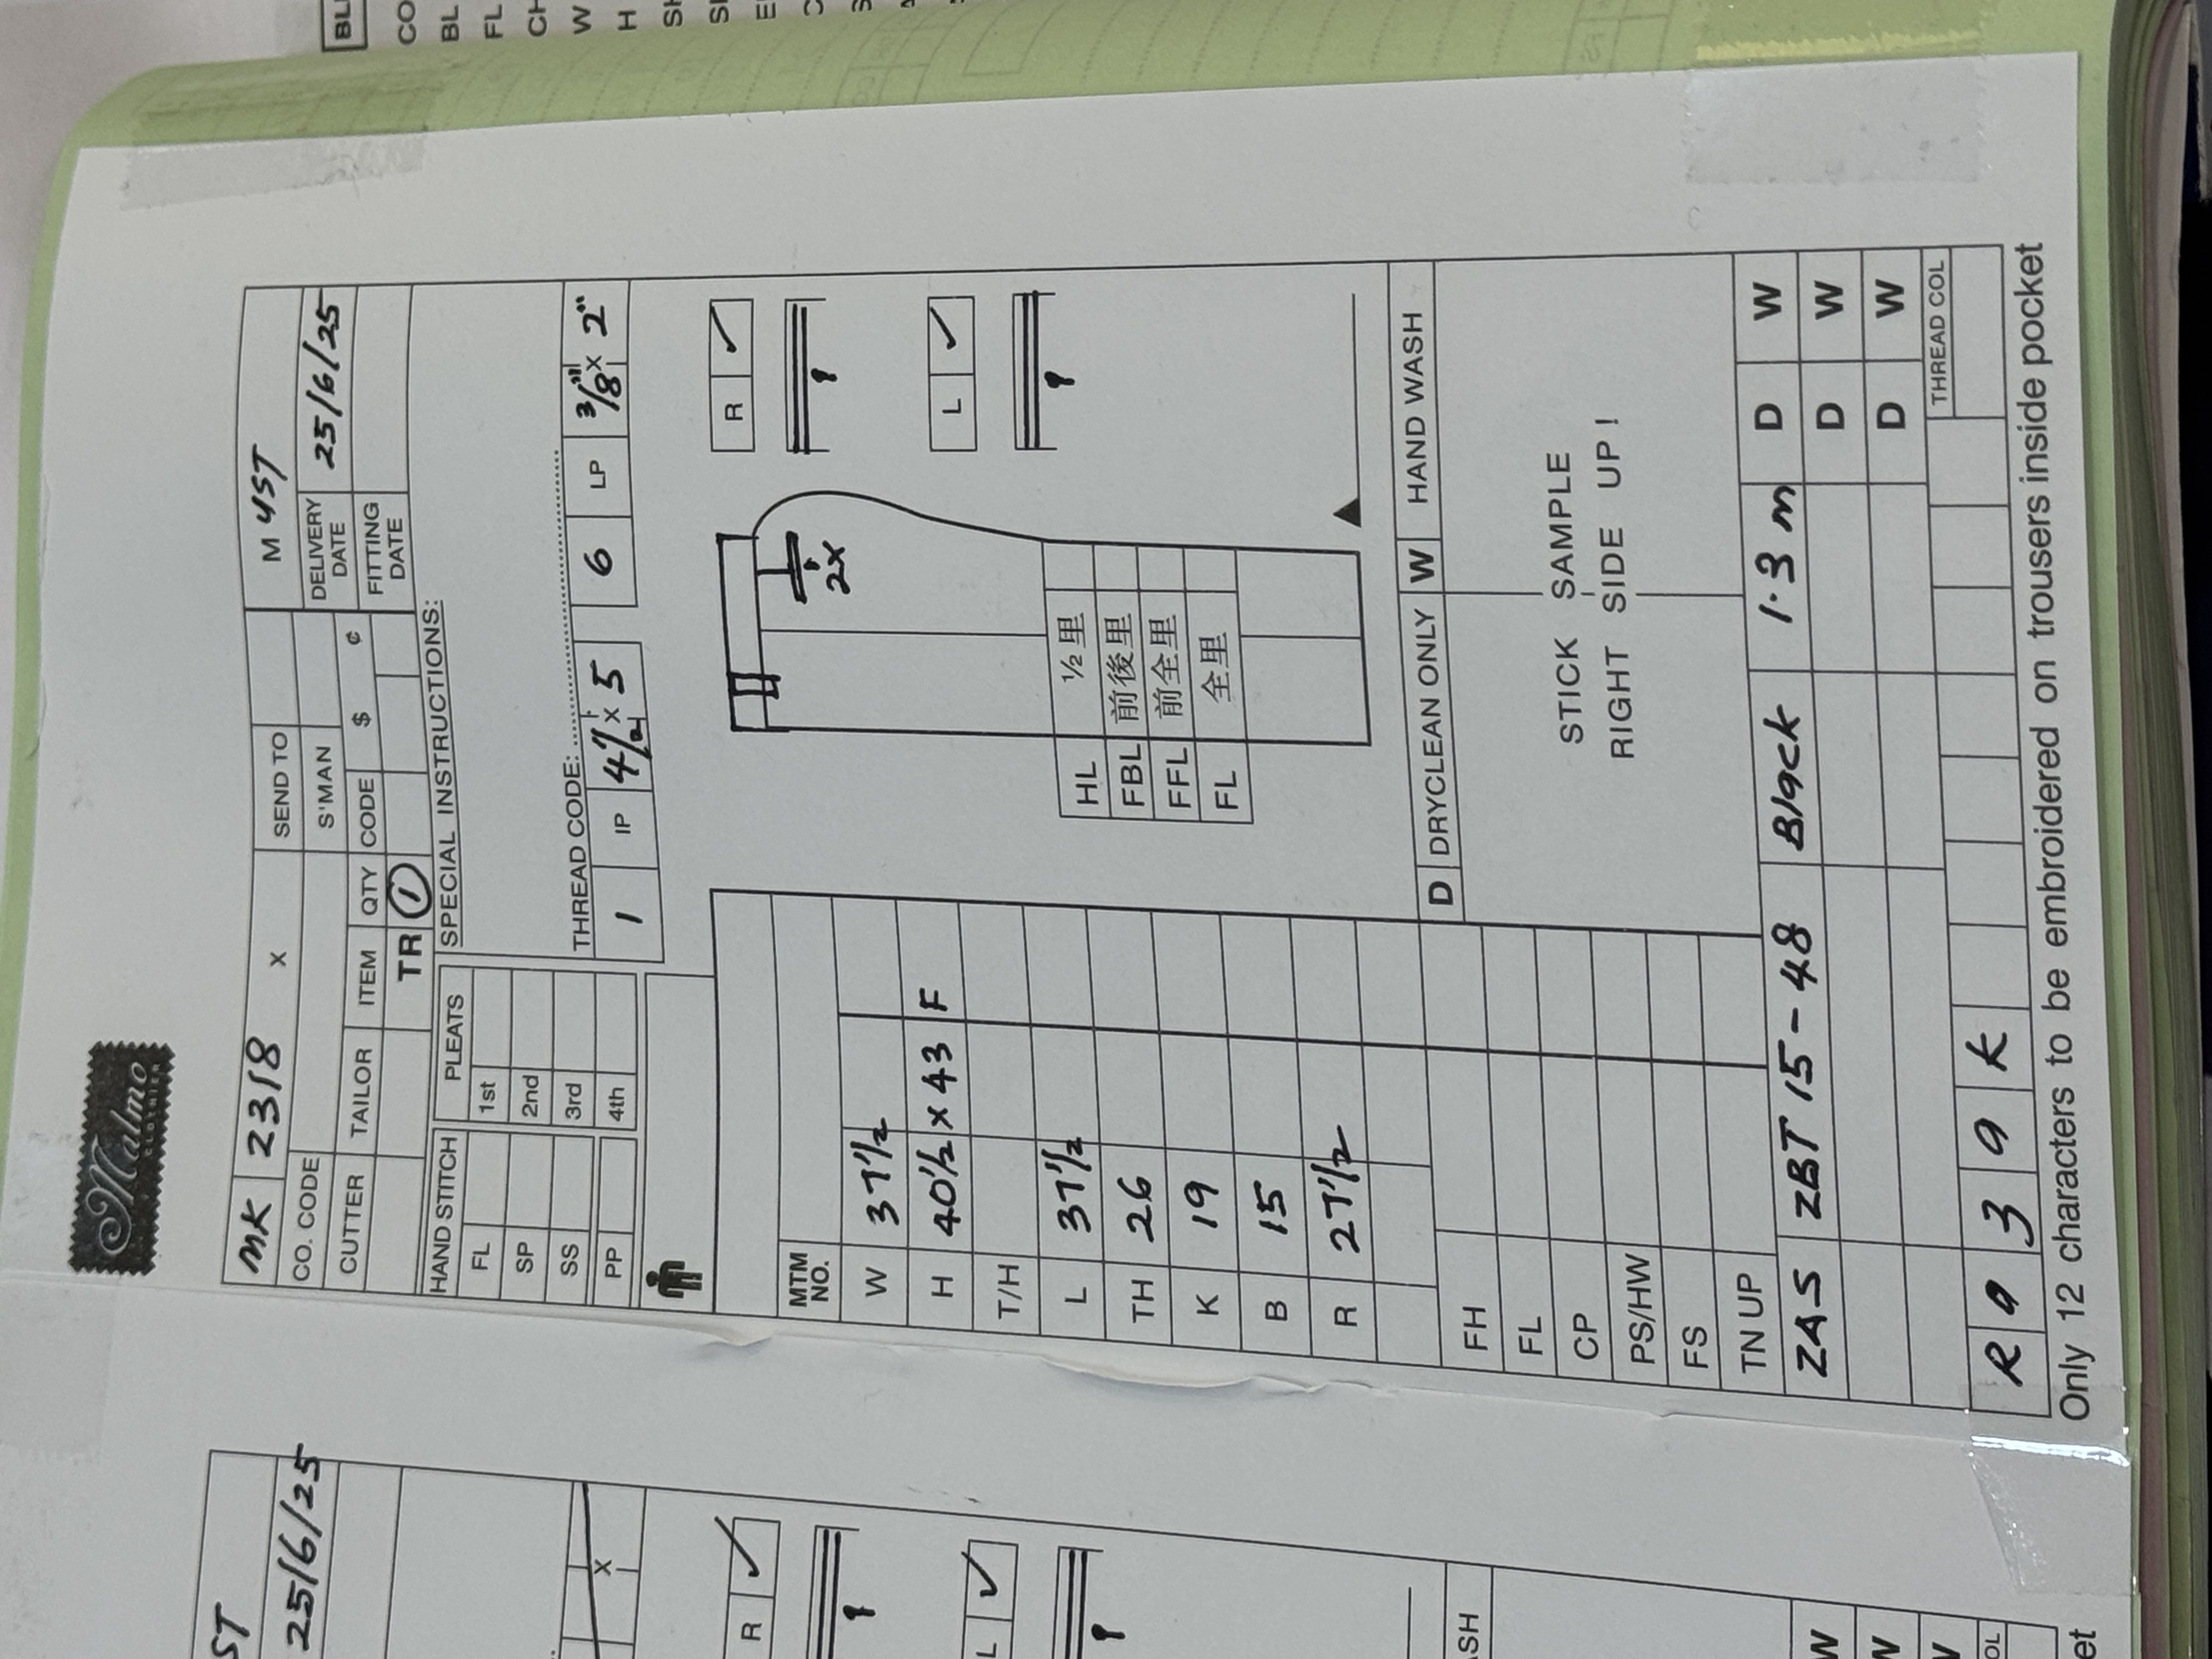 Malmo
CLOTHIER
MK 2318 x SEND TO M 4ST
CO. CODE S'MAN DELIVERY DATE 25/6/25
CUTTER TAILOR ITEM QTY CODE $ ¢ FITTING DATE
TR 1
HAND STITCH PLEATS SPECIAL INSTRUCTIONS:
FL 1st
SP 2nd
SS 3rd THREAD CODE:
PP 4th 1 IP 4½" x 5 6 LP 3/8" x 2"
R ✓
2x
MTM NO.
W 37½
H 40½ x 43 F
L ✓
T/H
L 37½
HL ½里
TH 26
FBL 前後里
FFL 前全里
K 19
FL 全里
B 15
R 27½
D DRYCLEAN ONLY W HAND WASH
FH
FL
CP
STICK SAMPLE
RIGHT SIDE UP !
PS/HW
FS
TN UP
ZAS ZBT 15-48 Black 1.3 m D W
D W
D W
THREAD COL
R 9 3 9 K
Only 12 characters to be embroidered on trousers inside pocket
ST
25/6/25
x
R ✓
L ✓
ASH
W
W
W
OL
et
BL
CO
BL
FL
CH
W
H
SH